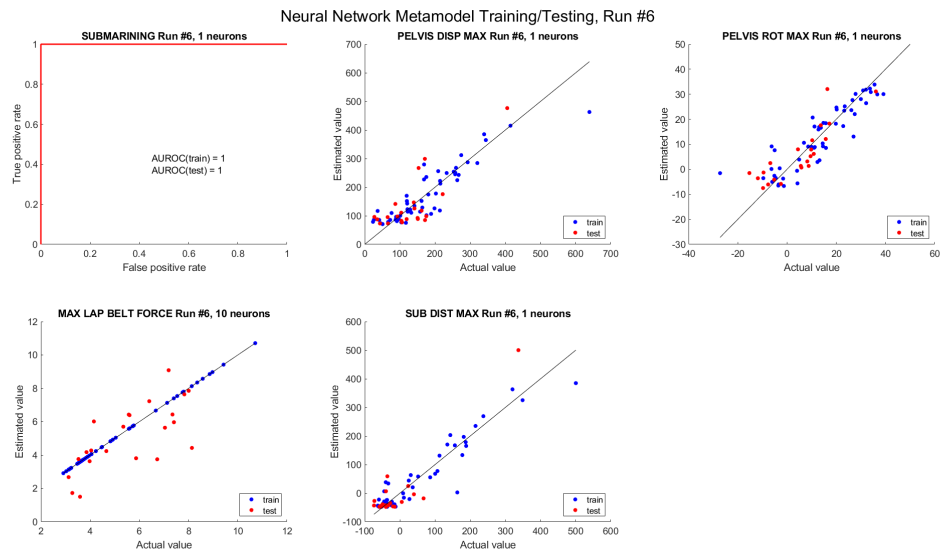 Neural Network Metamodel Training/Testing, Run #6
SUBMARINING Run #6, 1 neurons
True positive rate
1
0.8
0.6
0.4
0.2
0
AUROC(train) = 1
AUROC(test) = 1
0 0.2 0.4 0.6 0.8 1
False positive rate
PELVIS DISP MAX Run #6, 1 neurons
Estimated value
700
600
500
400
300
200
100
0
train
test
0 100 200 300 400 500 600 700
Actual value
PELVIS ROT MAX Run #6, 1 neurons
Estimated value
50
40
30
20
10
0
-10
-20
-30
train
test
-40 -20 0 20 40 60
Actual value
MAX LAP BELT FORCE Run #6, 10 neurons
Estimated value
12
10
8
6
4
2
0
train
test
2 4 6 8 10 12
Actual value
SUB DIST MAX Run #6, 1 neurons
Estimated value
600
500
400
300
200
100
0
-100
train
test
-100 0 100 200 300 400 500 600
Actual value